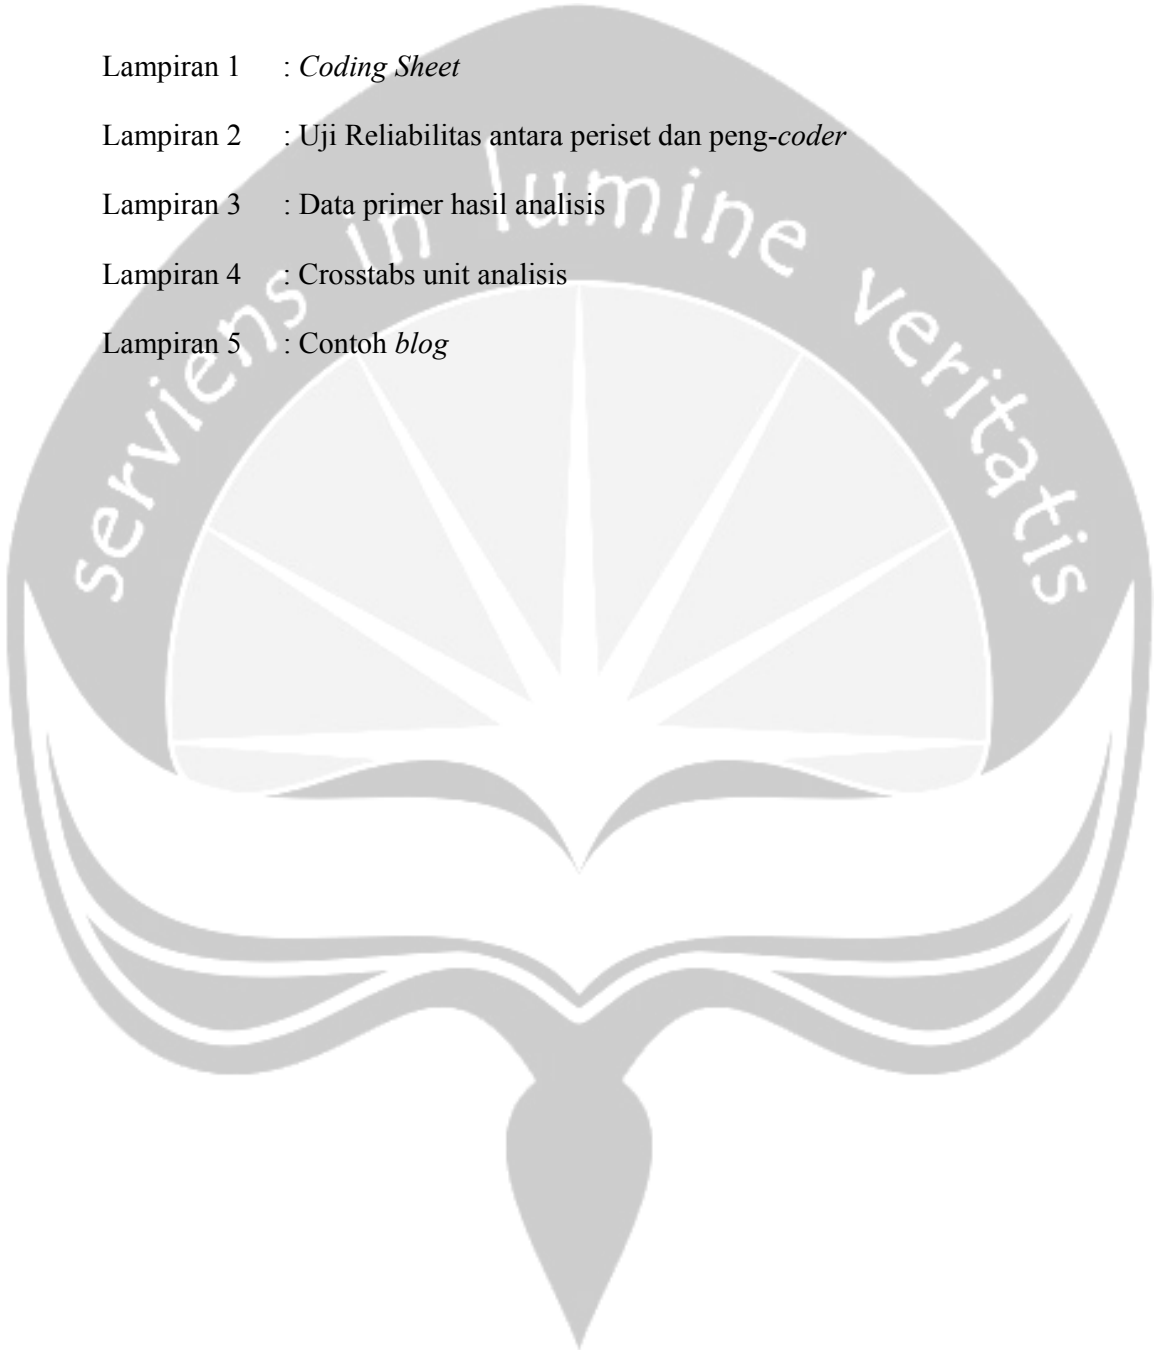 Lampiran 1 : Coding Sheet
Lampiran 2 : Uji Reliabilitas antara periset dan peng-coder
Lampiran 3 : Data primer hasil analisis
Lampiran 4 : Crosstabs unit analisis
Lampiran 5 : Contoh blog
serviens in lumine veritatis